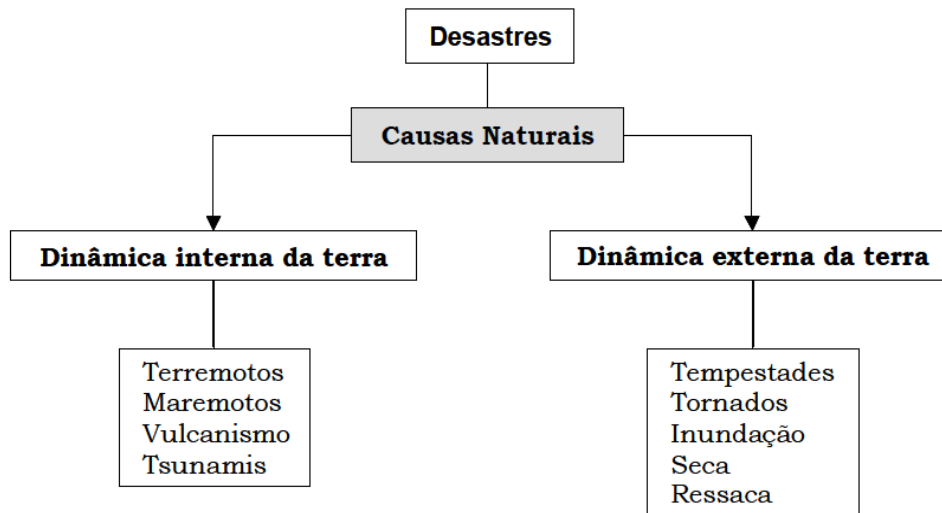 Desastres
Causas Naturais
Dinâmica interna da terra
Terremotos
Maremotos
Vulcanismo
Tsunamis
Dinâmica externa da terra
Tempestades
Tornados
Inundação
Seca
Ressaca